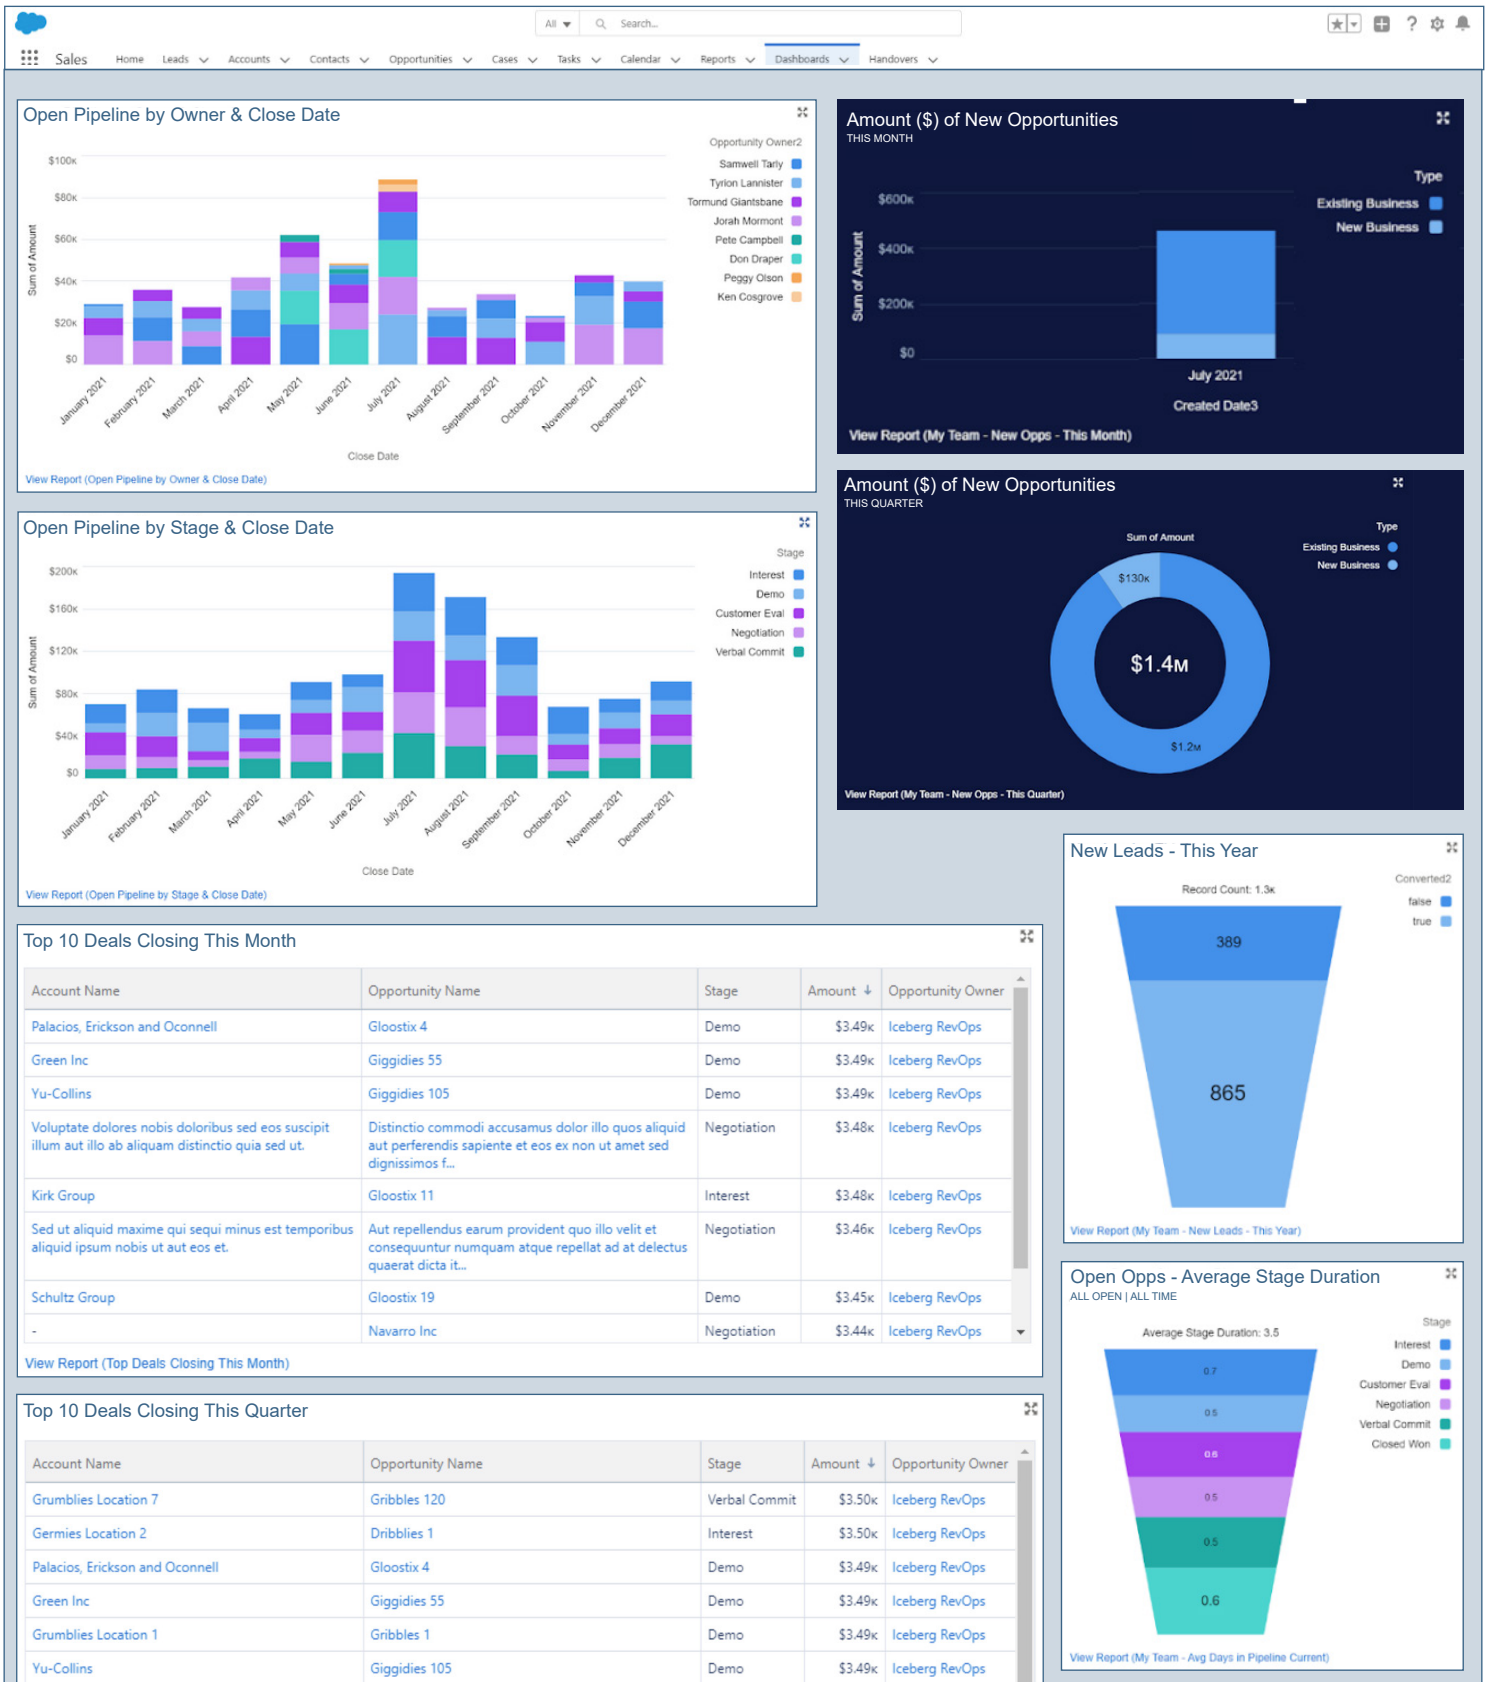 All
Search...
Sales
Home
Leads
Accounts
Contacts
Opportunities
Cases
Tasks
Calendar
Reports
Dashboards
Handovers
Open Pipeline by Owner & Close Date
Opportunity Owner2
Samwell Tarly
Tyrion Lannister
Tormund Giantsbane
Jorah Mormont
Pete Campbell
Don Draper
Peggy Olson
Ken Cosgrove
Sum of Amount
$100K
$80K
$60K
$40K
$20K
$0
January 2021
February 2021
March 2021
April 2021
May 2021
June 2021
July 2021
August 2021
September 2021
October 2021
November 2021
December 2021
Close Date
View Report (Open Pipeline by Owner & Close Date)
Amount ($) of New Opportunities
THIS MONTH
Type
Existing Business
New Business
Sum of Amount
$600K
$400K
$200K
$0
July 2021
Created Date3
View Report (My Team - New Opps - This Month)
Amount ($) of New Opportunities
THIS QUARTER
Type
Existing Business
New Business
Sum of Amount
$130K
$1.4M
$1.2M
View Report (My Team - New Opps - This Quarter)
Open Pipeline by Stage & Close Date
Stage
Interest
Demo
Customer Eval
Negotiation
Verbal Commit
Sum of Amount
$200K
$160K
$120K
$80K
$40K
$0
January 2021
February 2021
March 2021
April 2021
May 2021
June 2021
July 2021
August 2021
September 2021
October 2021
November 2021
December 2021
Close Date
View Report (Open Pipeline by Stage & Close Date)
New Leads - This Year
Converted2
false
true
Record Count: 1.3K
389
865
View Report (My Team - New Leads - This Year)
Top 10 Deals Closing This Month
Account Name Opportunity Name Stage Amount ↓ Opportunity Owner
Palacios, Erickson and Oconnell Gloostix 4 Demo $3.49K Iceberg RevOps
Green Inc Giggidies 55 Demo $3.49K Iceberg RevOps
Yu-Collins Giggidies 105 Demo $3.49K Iceberg RevOps
Voluptate dolores nobis doloribus sed eos suscipit Distinctio commodi accusamus dolor illo quos aliquid Negotiation $3.48K Iceberg RevOps
illum aut illo ab aliquam distinctio quia sed ut. aut perferendis sapiente et eos ex non ut amet sed
dignissimos f...
Kirk Group Gloostix 11 Interest $3.48K Iceberg RevOps
Sed ut aliquid maxime qui sequi minus est temporibus Aut repellendus earum provident quo illo velit et Negotiation $3.46K Iceberg RevOps
aliquid ipsum nobis ut aut eos et. consequuntur numquam atque repellat ad at delectus
quaerat dicta it...
Schultz Group Gloostix 19 Demo $3.45K Iceberg RevOps
- Navarro Inc Negotiation $3.44K Iceberg RevOps
View Report (Top Deals Closing This Month)
Open Opps - Average Stage Duration
ALL OPEN | ALL TIME
Stage
Interest
Demo
Customer Eval
Negotiation
Verbal Commit
Closed Won
Average Stage Duration: 3.5
0.7
0.5
0.6
0.5
0.5
0.6
View Report (My Team - Avg Days in Pipeline Current)
Top 10 Deals Closing This Quarter
Account Name Opportunity Name Stage Amount ↓ Opportunity Owner
Grumblies Location 7 Gribbles 120 Verbal Commit $3.50K Iceberg RevOps
Germies Location 2 Dribblies 1 Interest $3.50K Iceberg RevOps
Palacios, Erickson and Oconnell Gloostix 4 Demo $3.49K Iceberg RevOps
Green Inc Giggidies 55 Demo $3.49K Iceberg RevOps
Grumblies Location 1 Gribbles 1 Demo $3.49K Iceberg RevOps
Yu-Collins Giggidies 105 Demo $3.49K Iceberg RevOps